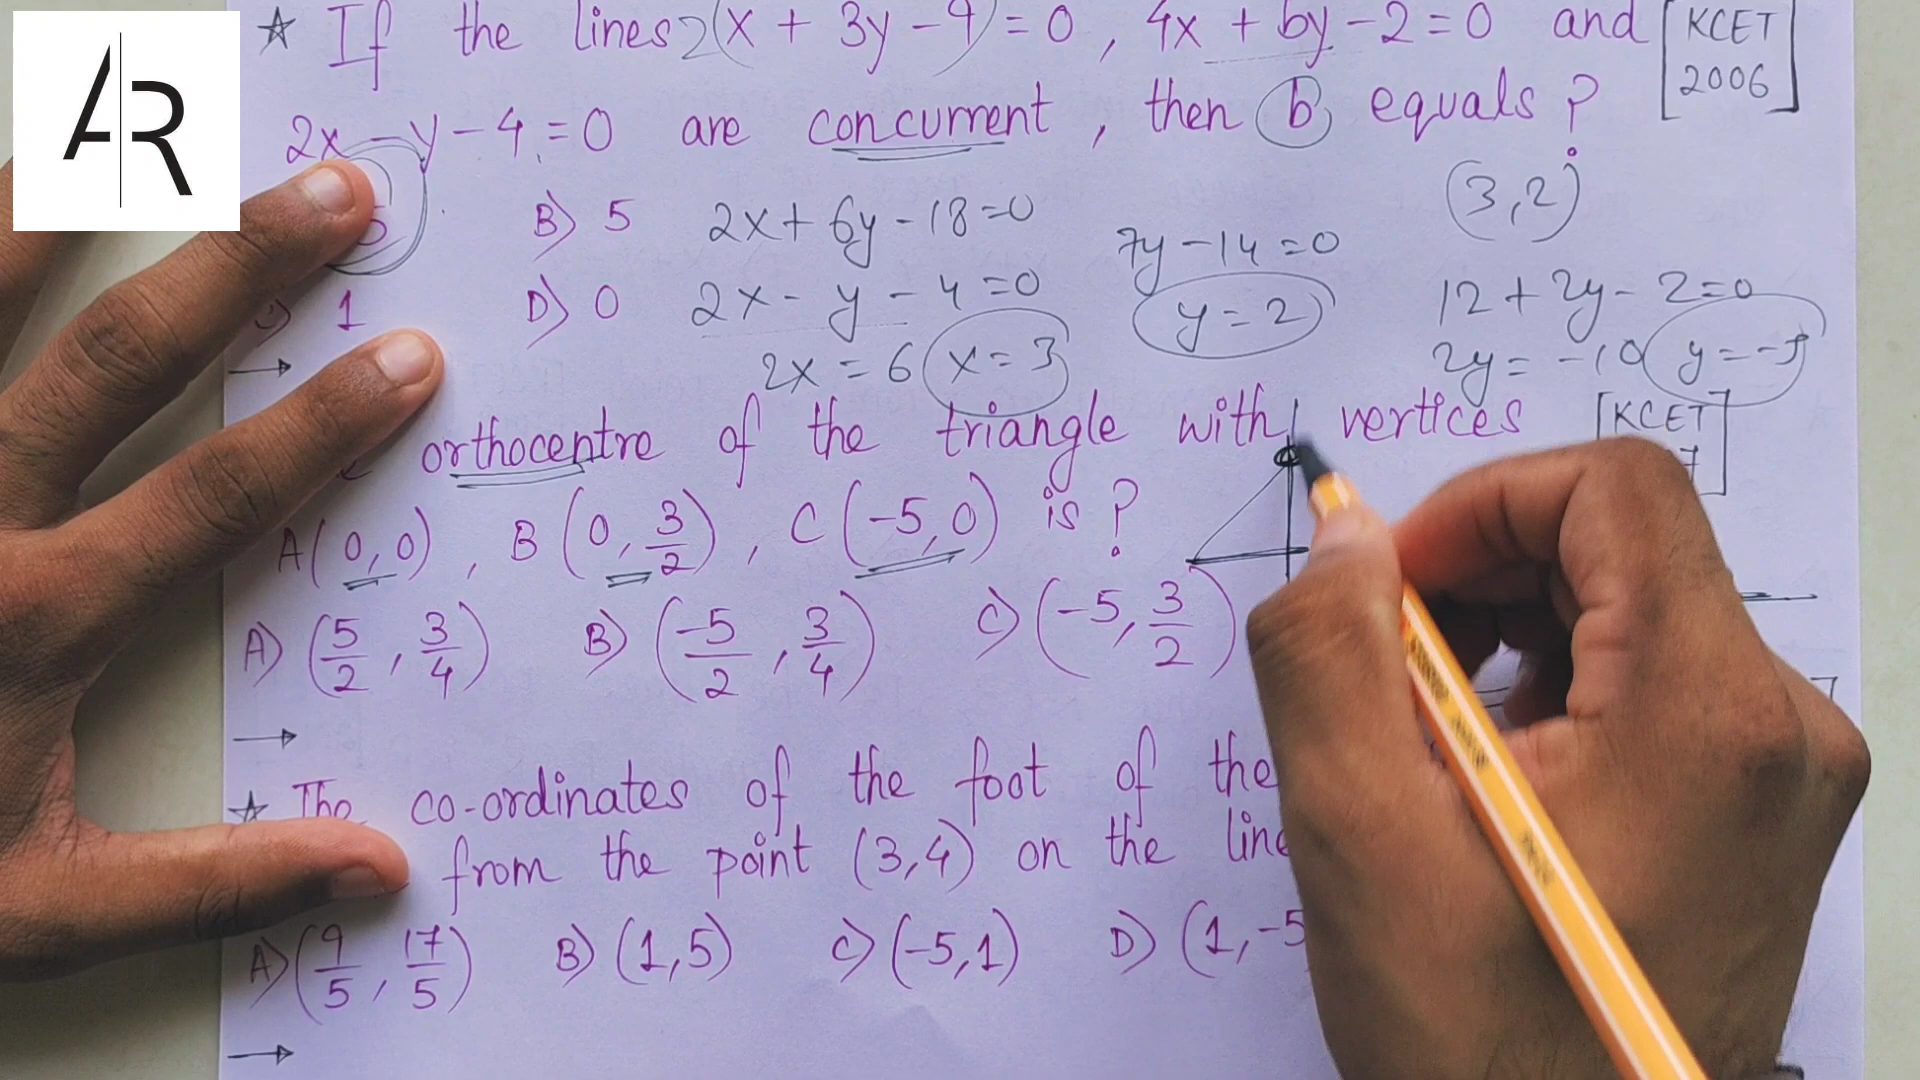 AR
☆ If the lines 2(x + 3y - 9) = 0 , 4x + by - 2 = 0 and [KCET 2006]
2x - y - 4 = 0 are concurrent , then b equals ?
5 B) 5
1 D) 0
→
2x + 6y - 18 = 0
2x - y - 4 = 0
2x = 6 x = 3
7y - 14 = 0
y = 2
(3,2)
12 + 2y - 2 = 0
2y = -10 y = -5
orthocentre of the triangle with vertices [KCET 7]
A(0,0) , B(0, 3/2) , C(-5,0) is ?
A) (5/2 , 3/4) B) (-5/2 , 3/4) C) (-5, 3/2)
→
☆ The co-ordinates of the foot of the
from the point (3,4) on the line
A) (9/5 , 17/5) B) (1,5) C) (-5,1) D) (1,-5
→